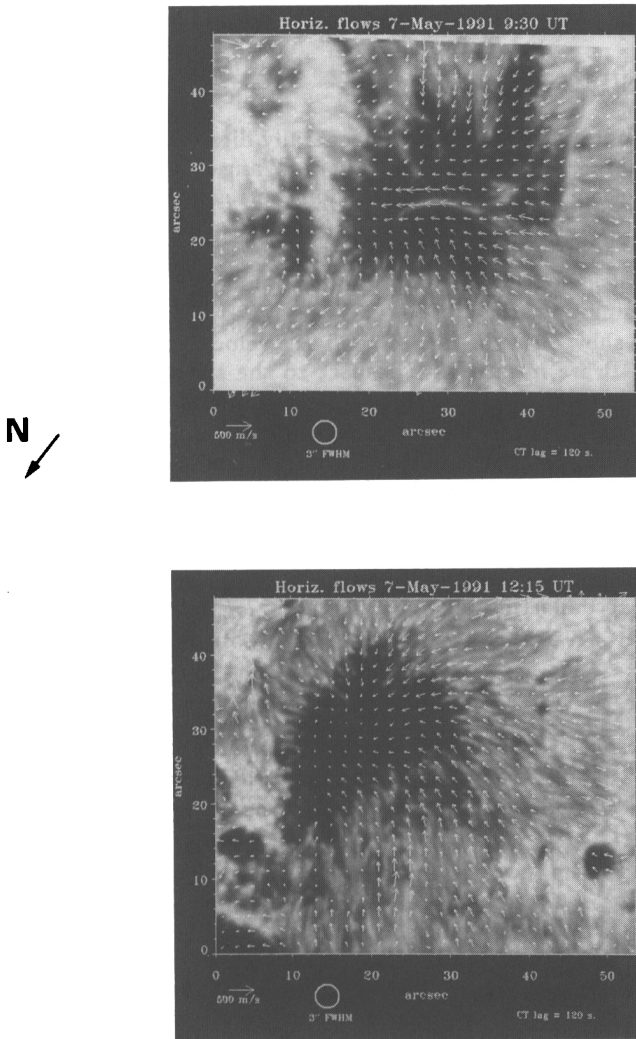 Horiz. flows 7-May-1991 9:30 UT
40
30
20
10
0
arcsec
0 10 20 30 40 50
500 m/s
arcsec
3" FWHM
CT lag = 120 s.
N
Horiz. flows 7-May-1991 12:15 UT
40
30
20
10
0
arcsec
0 10 20 30 40 50
500 m/s
arcsec
3" FWHM
CT lag = 120 s.